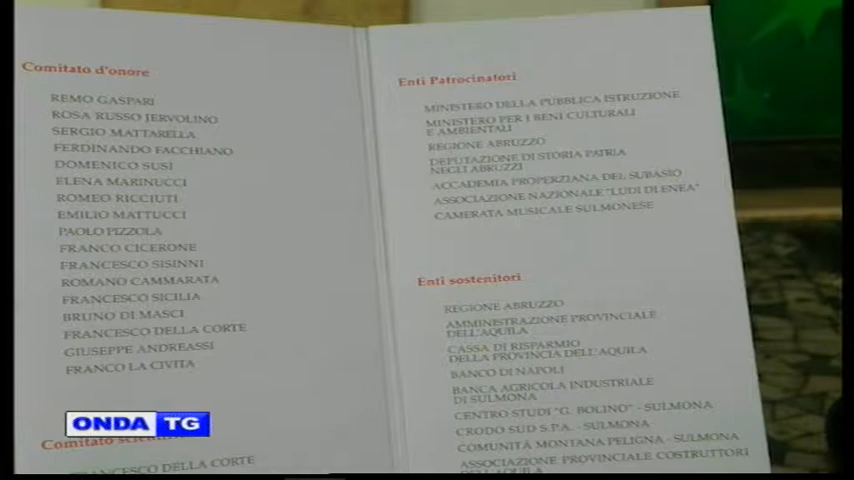 Comitato d'onore
REMO GASPARI
ROSA RUSSO JERVOLINO
SERGIO MATTARELLA
FERDINANDO FACCHIANO
DOMENICO SUSI
ELENA MARINUCCI
ROMEO RICCIUTI
EMILIO MATTUCCI
PAOLO PIZZOLA
FRANCO CICERONE
FRANCESCO SISINNI
ROMANO CAMMARATA
FRANCESCO SICILIA
BRUNO DI MASCI
FRANCESCO DELLA CORTE
GIUSEPPE ANDREASSI
FRANCO LA CIVITA
Comitato scientifico
FRANCESCO DELLA CORTE
Enti Patrocinatori
MINISTERO DELLA PUBBLICA ISTRUZIONE
MINISTERO PER I BENI CULTURALI
E AMBIENTALI
REGIONE ABRUZZO
DEPUTAZIONE DI STORIA PATRIA
NEGLI ABRUZZI
ACCADEMIA PROPERZIANA DEL SUBASIO
ASSOCIAZIONE NAZIONALE "LUDI DI ENEA"
CAMERATA MUSICALE SULMONESE
Enti sostenitori
REGIONE ABRUZZO
AMMINISTRAZIONE PROVINCIALE
DELL'AQUILA
CASSA DI RISPARMIO
DELLA PROVINCIA DELL'AQUILA
BANCO DI NAPOLI
BANCA AGRICOLA INDUSTRIALE
DI SULMONA
CENTRO STUDI "G. BOLINO" - SULMONA
CRODO SUD S.P.A. - SULMONA
COMUNITÀ MONTANA PELIGNA - SULMONA
ASSOCIAZIONE PROVINCIALE COSTRUTTORI
DELL'AQUILA
ONDA TG